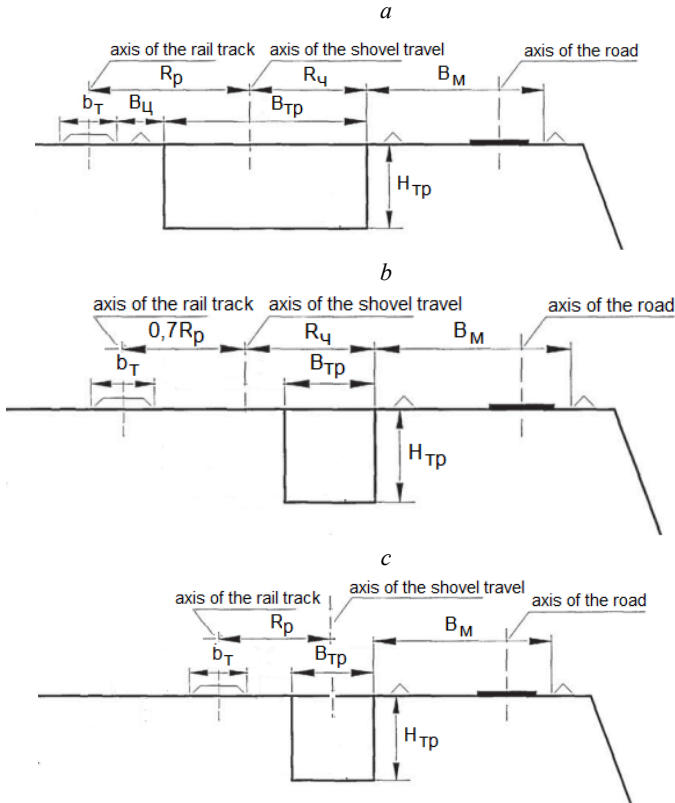 a
axis of the rail track
axis of the shovel travel
axis of the road
Rр
Rч
Bм
bт
Bц
Bтр
Hтр
b
axis of the rail track
axis of the shovel travel
axis of the road
0,7Rр
Rч
Bм
bт
Bтр
Hтр
c
axis of the rail track
axis of the shovel travel
axis of the road
Rр
Bм
bт
Bтр
Hтр